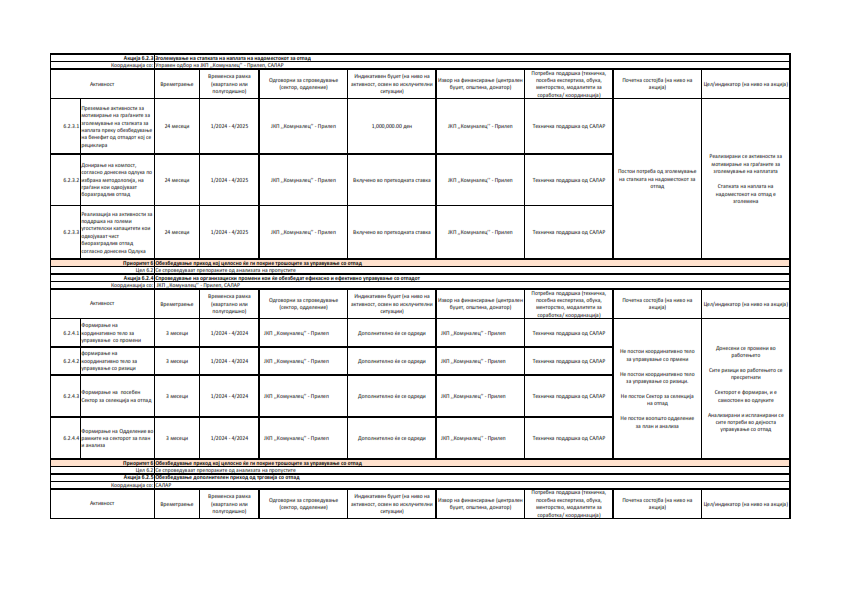 Акција 6.2.3 Зголемување на стапката на наплата на надоместокот за отпад
Координација со: Управен одбор на ЈКП „Комуналец" - Прилеп, САЛАР
Активност
Времетраење
Временска рамка
(квартално или
полугодишно)
Одговорни за спроведување
(сектор, одделение)
Индикативен буџет (на ниво на
активност, освен во исклучителни
ситуации)
Извор на финансирање (централен
буџет, општина, донатор)
Потребна поддршка (техничка,
посебна експертиза, обука,
менторство, модалитети за
соработка/ координација)
Почетна состојба (на ниво на
акција)
Цел/индикатор (на ниво на акција)
6.2.3.1
Преземање активности за
мотивирање на граѓаните за
зголемување на стапката за
наплата преку обезбедување
на бенефит од отпадот кој се
рециклира
24 месеци
1/2024 - 4/2025
ЈКП „Комуналец" - Прилеп
1,000,000.00 ден
ЈКП „Комуналец" - Прилеп
Техничка поддршка од САЛАР
6.2.3.2
Донирање на компост,
согласно донесена одлука по
избрана методологија, на
граѓани кои одвојуваат
биоразградлив отпад
24 месеци
1/2024 - 4/2025
ЈКП „Комуналец" - Прилеп
Вклучено во претходната ставка
ЈКП „Комуналец" - Прилеп
Техничка поддршка од САЛАР
6.2.3.3
Реализација на активности за
поддршка на големи
угостителски капацитети кои
одвојуваат чист
биоразградлив отпад
согласно донесена Одлука
24 месеци
1/2024 - 4/2025
ЈКП „Комуналец" - Прилеп
Вклучено во претходната ставка
ЈКП „Комуналец" - Прилеп
Техничка поддршка од САЛАР
Постои потреба од зголемување
на стапката на надоместокот за
отпад
Реализирани се активности за
мотивирање на граѓаните за
зголемување на наплатата
Стапката на наплата на
надоместокот на отпад е
зголемена
Приоритет 6 Обезбедување приход кој целосно ќе ги покрие трошоците за управување со отпад
Цел 6.2 Се спроведуваат препораките од анализата на пропустите
Акција 6.2.4 Спроведување на организациски промени кои ќе обезбедат ефикасно и ефективно управување со отпадот
Координација со: ЈКП „Комуналец" - Прилеп, САЛАР
Активност
Времетраење
Временска рамка
(квартално или
полугодишно)
Одговорни за спроведување
(сектор, одделение)
Индикативен буџет (на ниво на
активност, освен во исклучителни
ситуации)
Извор на финансирање (централен
буџет, општина, донатор)
Потребна поддршка (техничка,
посебна експертиза, обука,
менторство, модалитети за
соработка/ координација)
Почетна состојба (на ниво на
акција)
Цел/индикатор (на ниво на акција)
6.2.4.1
Формирање на
координативно тело за
управување со промени
3 месеци
1/2024 - 4/2024
ЈКП „Комуналец" - Прилеп
Дополнително ќе се одреди
ЈКП „Комуналец" - Прилеп
Техничка поддршка од САЛАР
6.2.4.2
формирање на
координативно тело за
управување со ризици
3 месеци
1/2024 - 4/2024
ЈКП „Комуналец" - Прилеп
Дополнително ќе се одреди
ЈКП „Комуналец" - Прилеп
Техничка поддршка од САЛАР
6.2.4.3
Формирање на посебен
Сектор за селекција на отпад
3 месеци
1/2024 - 4/2024
ЈКП „Комуналец" - Прилеп
Дополнително ќе се одреди
ЈКП „Комуналец" - Прилеп
Техничка поддршка од САЛАР
6.2.4.4
Формирање на Одделение во
рамките на секторот за план
и анализа
3 месеци
1/2024 - 4/2024
ЈКП „Комуналец" - Прилеп
Дополнително ќе се одреди
ЈКП „Комуналец" - Прилеп
Техничка поддршка од САЛАР
Не постои координативно тело
за управување со прмени
Не постои координативно тело
за управување со ризици.
Не постои Сектор за селекција
на отпад
Не постои воопшто одделение
за план и анализа
Донесени се промени во
работењето
Сите ризици во работењето се
пресретнати
Секторот е формиран, и е
самостоен во одлуките
Анализирани и испланирани се
сите потреби во дејноста
управување со отпад
Приоритет 6 Обезбедување приход кој целосно ќе ги покрие трошоците за управување со отпад
Цел 6.2 Се спроведуваат препораките од анализата на пропустите
Акција 6.2.5 Обезбедување дополнителен приход од трговија со отпад
Координација со: САЛАР
Активност
Времетраење
Временска рамка
(квартално или
полугодишно)
Одговорни за спроведување
(сектор, одделение)
Индикативен буџет (на ниво на
активност, освен во исклучителни
ситуации)
Извор на финансирање (централен
буџет, општина, донатор)
Потребна поддршка (техничка,
посебна експертиза, обука,
менторство, модалитети за
соработка/ координација)
Почетна состојба (на ниво на
акција)
Цел/индикатор (на ниво на акција)